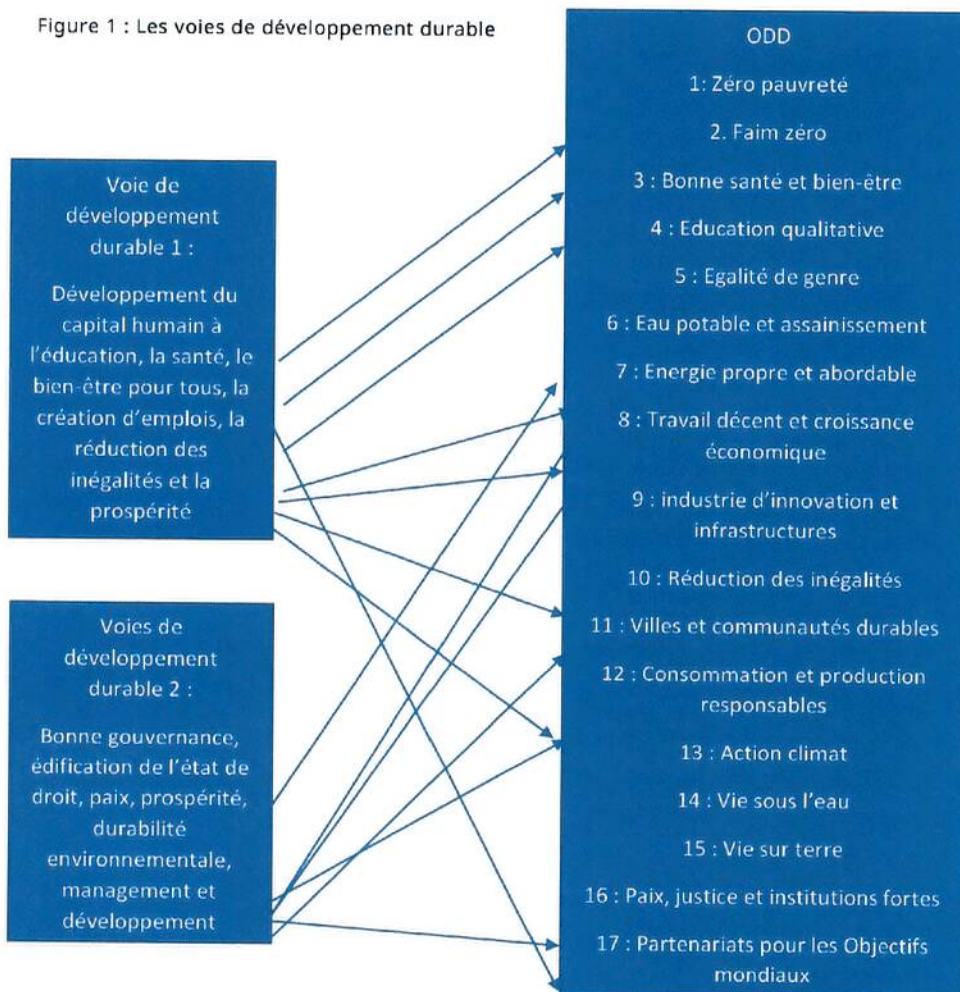 Figure 1 : Les voies de développement durable
Voie de
développement
durable 1 :
Développement du
capital humain à
l'éducation, la santé, le
bien-être pour tous, la
création d'emplois, la
réduction des
inégalités et la
prospérité
Voies de
développement
durable 2 :
Bonne gouvernance,
édification de l'état de
droit, paix, prospérité,
durabilité
environnementale,
management et
développement
ODD
1: Zéro pauvreté
2. Faim zéro
3 : Bonne santé et bien-être
4 : Education qualitative
5 : Egalité de genre
6 : Eau potable et assainissement
7 : Energie propre et abordable
8 : Travail décent et croissance
économique
9 : industrie d'innovation et
infrastructures
10 : Réduction des inégalités
11 : Villes et communautés durables
12 : Consommation et production
responsables
13 : Action climat
14 : Vie sous l'eau
15 : Vie sur terre
16 : Paix, justice et institutions fortes
17 : Partenariats pour les Objectifs
mondiaux